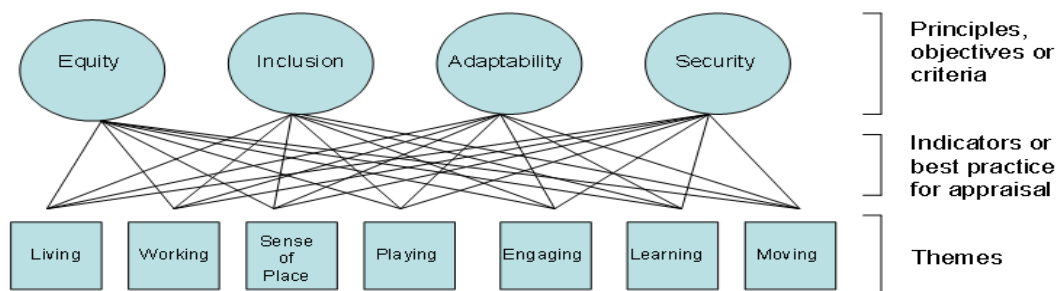 Equity
Inclusion
Adaptability
Security
Principles,
objectives or
criteria
Indicators or
best practice
for appraisal
Living
Working
Sense
of
Place
Playing
Engaging
Learning
Moving
Themes